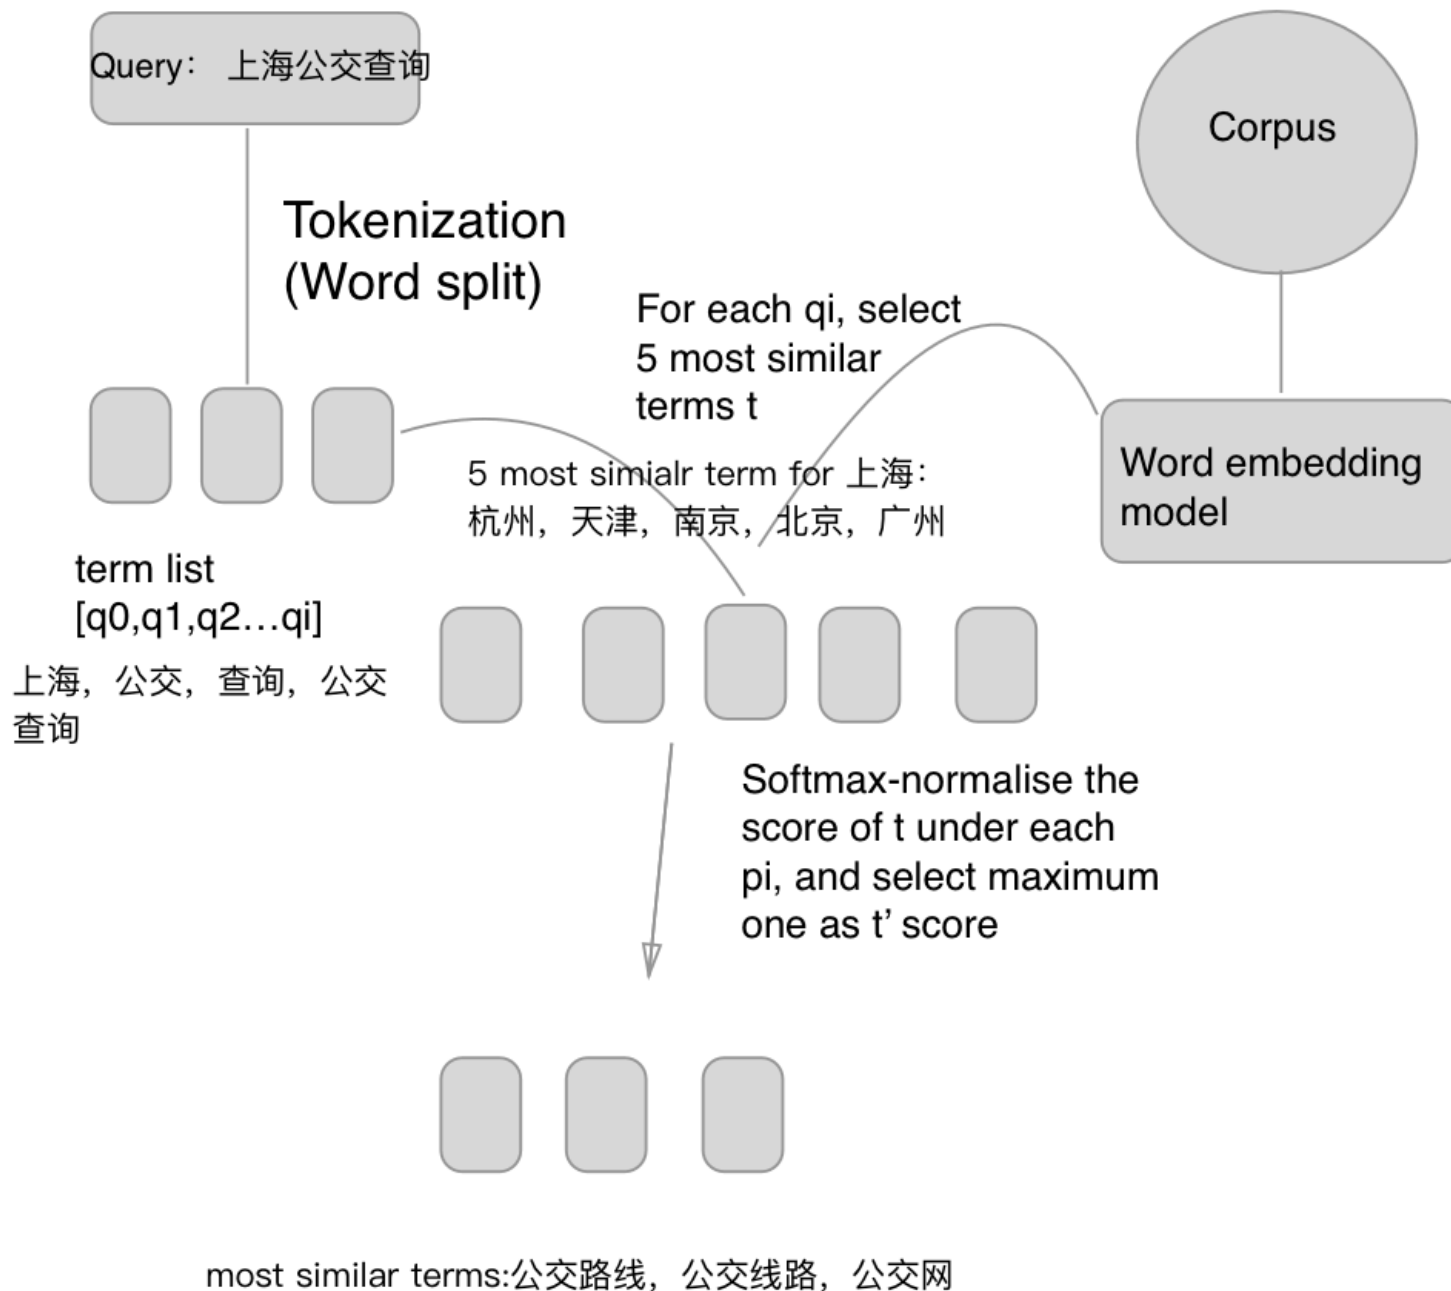 Query： 上海公交查询
Corpus
Tokenization
(Word split)
For each qi, select
5 most similar
terms t
5 most simialr term for 上海：
杭州，天津，南京，北京，广州
Word embedding
model
term list
[q0,q1,q2…qi]
上海，公交，查询，公交
查询
Softmax-normalise the
score of t under each
pi, and select maximum
one as t’ score
most similar terms:公交路线，公交线路，公交网